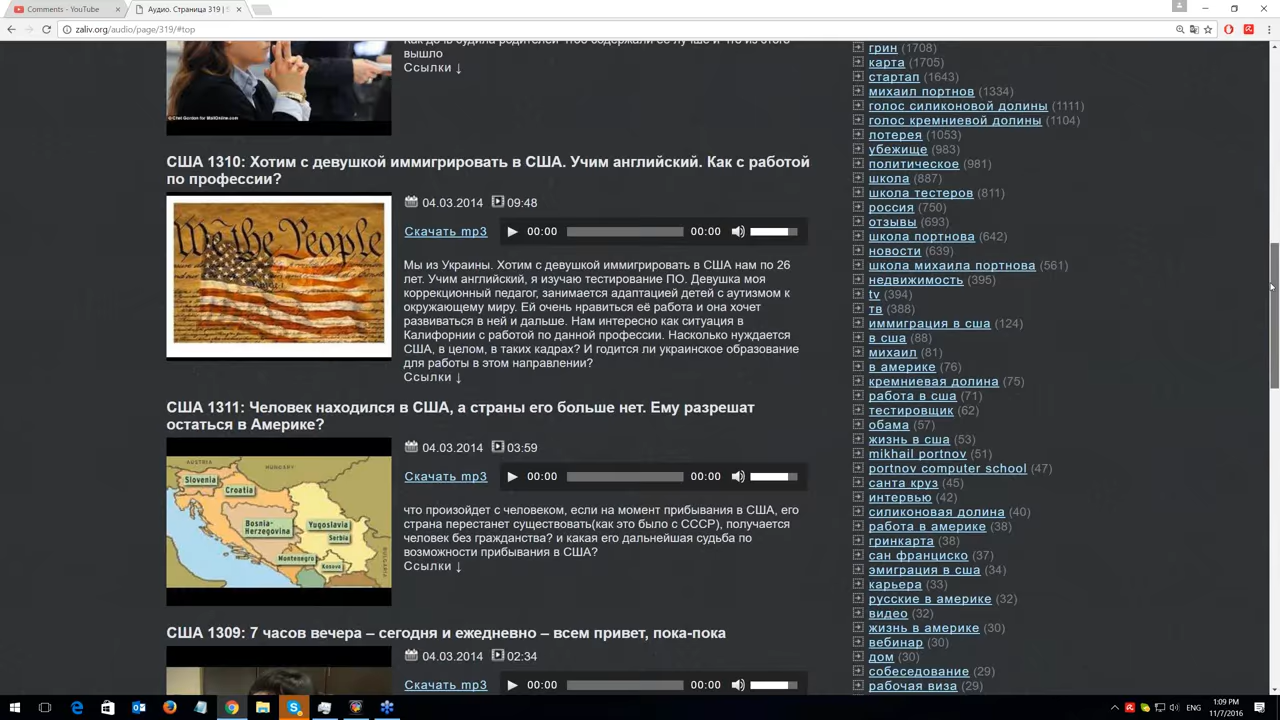 Comments - YouTube
Аудио. Страница 319 |
zaliv.org/audio/page/319/#top
вышло
Ссылки ↓
© Chet Gordon for MailOnline.com
США 1310: Хотим с девушкой иммигрировать в США. Учим английский. Как с работой
по профессии?
We the People
04.03.2014 09:48
Скачать mp3 00:00 00:00
Мы из Украины. Хотим с девушкой иммигрировать в США нам по 26
лет. Учим английский, я изучаю тестирование ПО. Девушка моя
коррекционный педагог, занимается адаптацией детей с аутизмом к
окружающему миру. Ей очень нравиться её работа и она хочет
развиваться в ней и дальше. Нам интересно как ситуация в
Калифорнии с работой по данной профессии. Насколько нуждается
США, в целом, в таких кадрах? И годится ли украинское образование
для работы в этом направлении?
Ссылки ↓
США 1311: Человек находился в США, а страны его больше нет. Ему разрешат
остаться в Америке?
AUSTRIA
HUNGARY
Slovenia
Croatia
Bosnia-
Herzegovina
Yugoslavia
Serbia
Montenegro
Kosovo
BULGARIA
04.03.2014 03:59
Скачать mp3 00:00 00:00
что произойдет с человеком, если на момент прибывания в США, его
страна перестанет существовать(как это было с СССР), получается
человек без гражданства? и какая его дальнейшая судьба по
возможности прибывания в США?
Ссылки ↓
США 1309: 7 часов вечера – сегодня и ежедневно – всем привет, пока-пока
04.03.2014 02:34
Скачать mp3 00:00 00:00
грин (1708)
карта (1705)
стартап (1643)
михаил портнов (1334)
голос силиконовой долины (1111)
голос кремниевой долины (1104)
лотерея (1053)
убежище (983)
политическое (981)
школа (887)
школа тестеров (811)
россия (750)
отзывы (693)
школа портнова (642)
новости (639)
школа михаила портнова (561)
недвижимость (395)
tv (394)
тв (388)
иммиграция в сша (124)
в сша (88)
михаил (81)
в америке (76)
кремниевая долина (75)
работа в сша (71)
тестировщик (62)
обама (57)
жизнь в сша (53)
mikhail portnov (51)
portnov computer school (47)
санта круз (45)
интервью (42)
силиконовая долина (40)
работа в америке (38)
гринкарта (38)
сан франциско (37)
эмиграция в сша (34)
карьера (33)
русские в америке (32)
видео (32)
жизнь в америке (30)
вебинар (30)
дом (30)
собеседование (29)
рабочая виза (29)
ENG
1:09 PM
11/7/2016